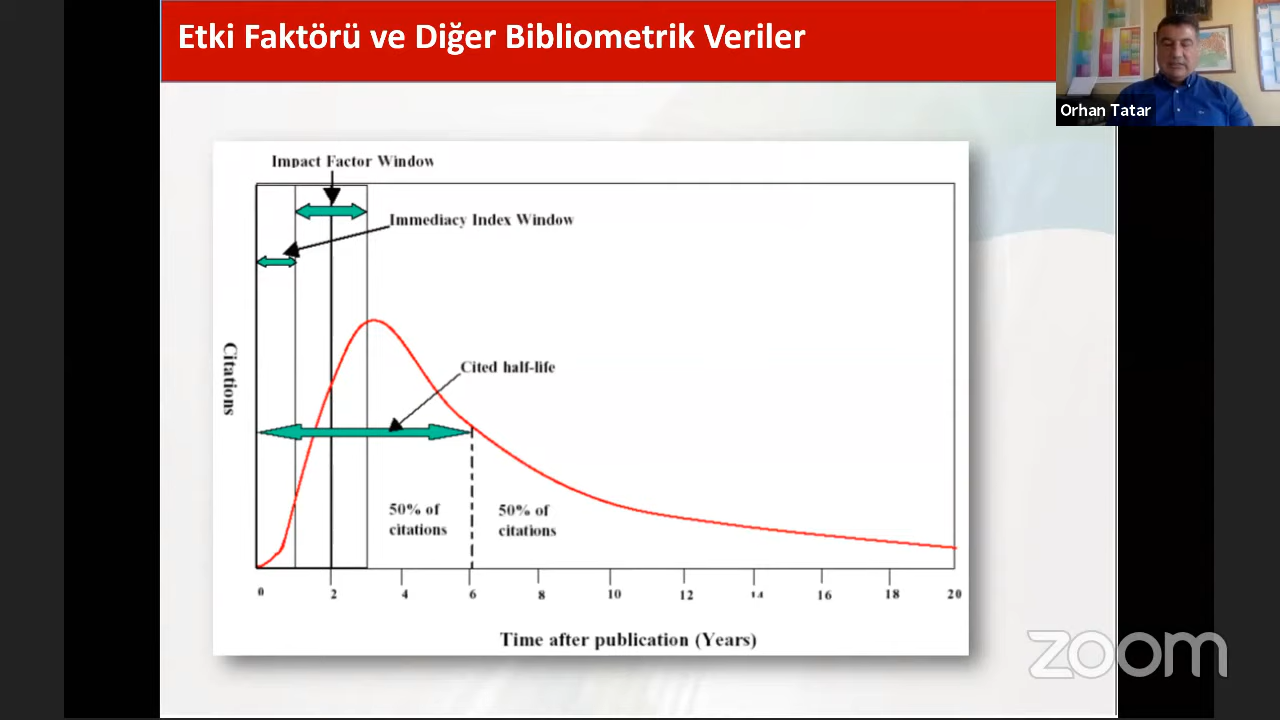 Etki Faktörü ve Diğer Bibliometrik Veriler
Orhan Tatar
Impact Factor Window
Immediacy Index Window
Citations
Cited half-life
50% of
citations
50% of
citations
0 2 4 6 8 10 12 14 16 18 20
Time after publication (Years)
zoom